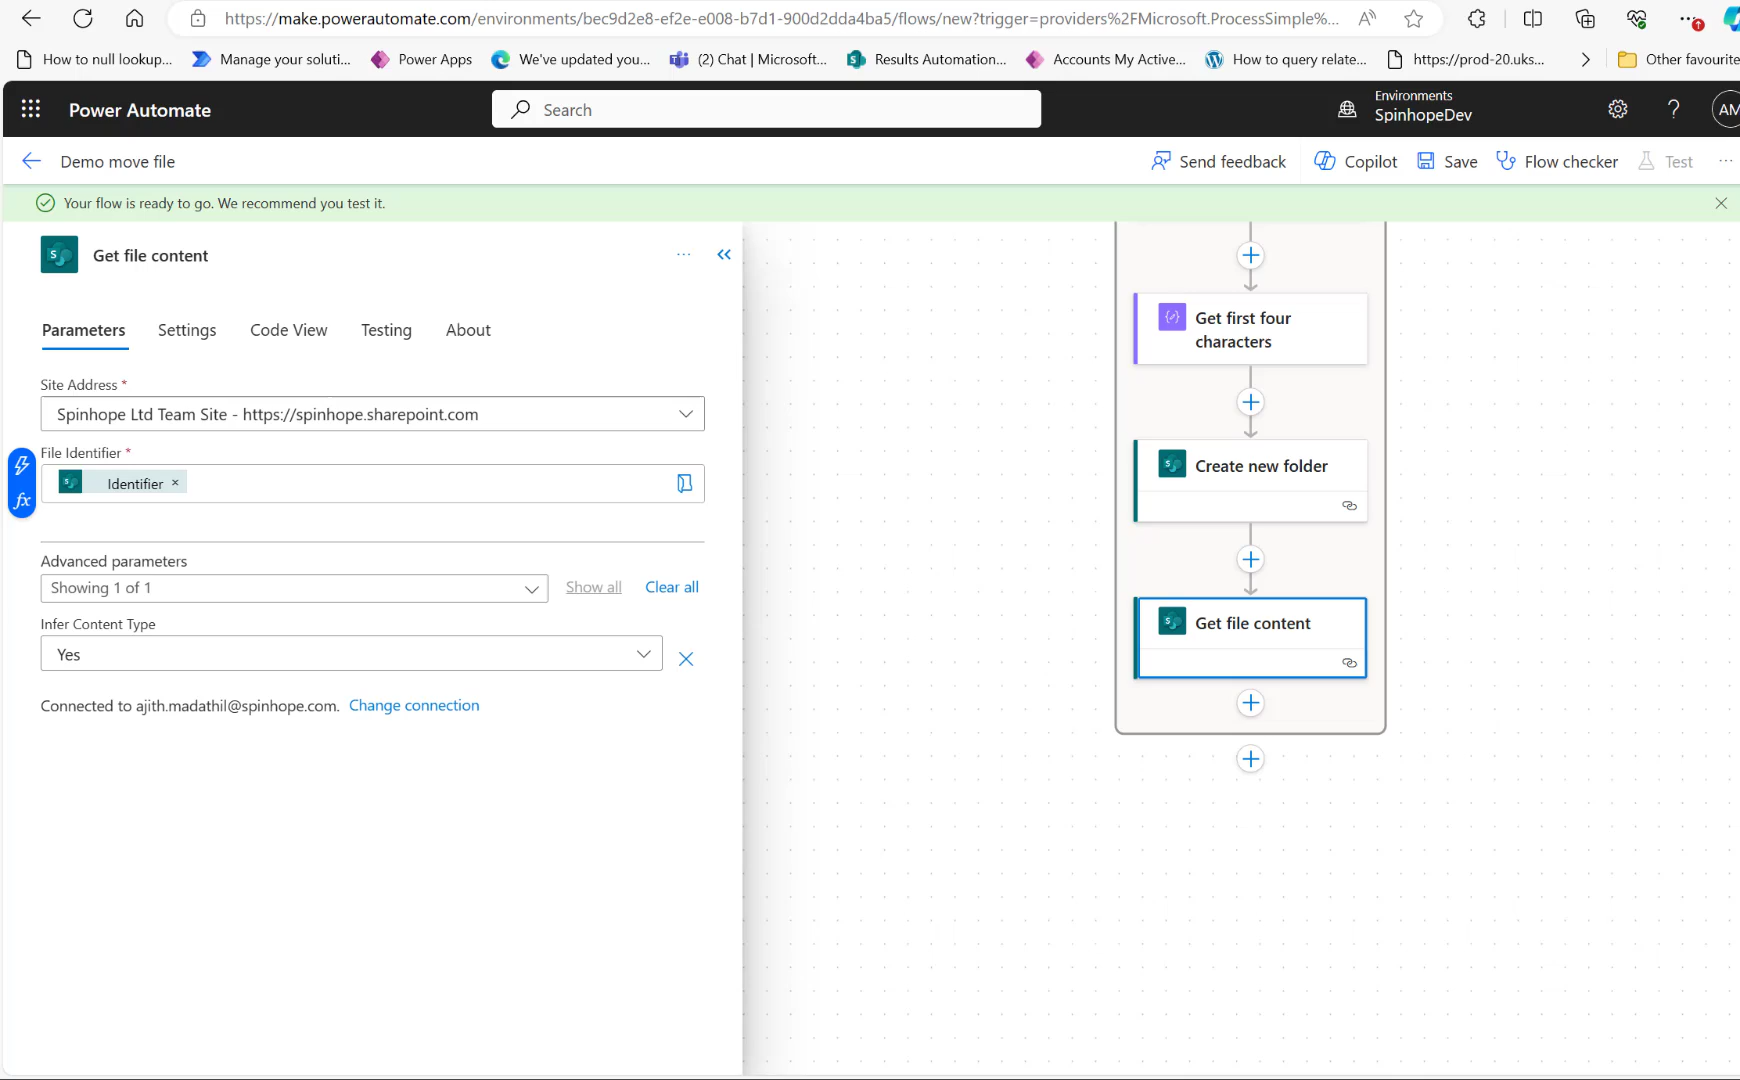 https://make.powerautomate.com/environments/bec9d2e8-ef2e-e008-b7d1-900d2dda4ba5/flows/new?trigger=providers%2FMicrosoft.ProcessSimple%...
How to null lookup...
Manage your soluti...
Power Apps
We've updated you...
(2) Chat | Microsoft...
Results Automation...
Accounts My Active...
How to query relate...
https://prod-20.uks...
Other favourite
Power Automate
Search
Environments
SpinhopeDev
AM
Demo move file
Send feedback
Copilot
Save
Flow checker
Test
Your flow is ready to go. We recommend you test it.
Get file content
Parameters
Settings
Code View
Testing
About
Site Address *
Spinhope Ltd Team Site - https://spinhope.sharepoint.com
File Identifier *
Identifier ×
fx
Advanced parameters
Showing 1 of 1
Show all
Clear all
Infer Content Type
Yes
Connected to ajith.madathil@spinhope.com. Change connection
Get first four
characters
Create new folder
Get file content